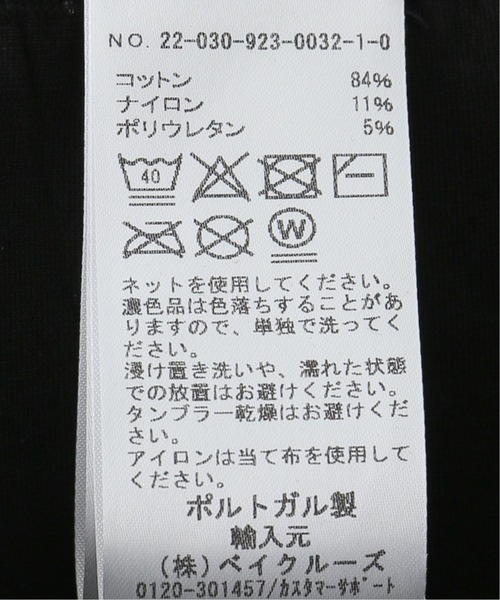 NO. 22-030-923-0032-1-0
コットン 84%
ナイロン 11%
ポリウレタン 5%
40
W
ネットを使用してください。
濃色品は色落ちすることがあ
りますので、単独で洗ってく
ださい。
浸け置き洗いや、濡れた状態
での放置はお避けください。
タンブラー乾燥はお避けくだ
さい。
アイロンは当て布を使用して
ください。
ポルトガル製
輸入元
(株)ベイクルーズ
0120-301457/カスタマーサポート